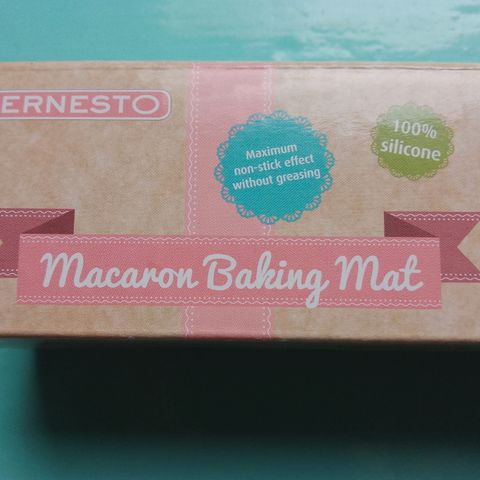 ERNESTO
Maximum
non-stick effect
without greasing
100%
silicone
Macaron Baking Mat